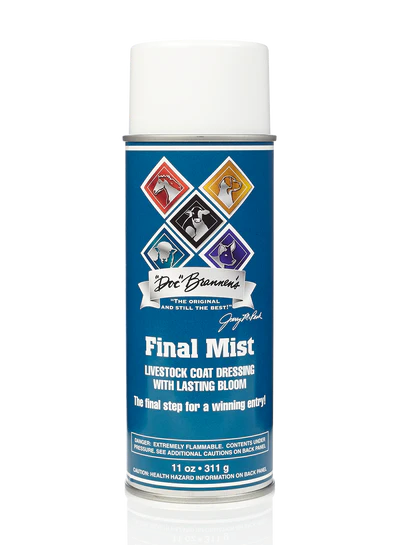 "Doc" Brannen's
"THE ORIGINAL
AND STILL THE BEST!"
Final Mist
LIVESTOCK COAT DRESSING
WITH LASTING BLOOM
The final step for a winning entry!
DANGER: EXTREMELY FLAMMABLE. CONTENTS UNDER
PRESSURE. SEE ADDITIONAL CAUTIONS ON BACK PANEL
11 oz • 311 g
CAUTION: HEALTH HAZARD INFORMATION ON BACK PANEL